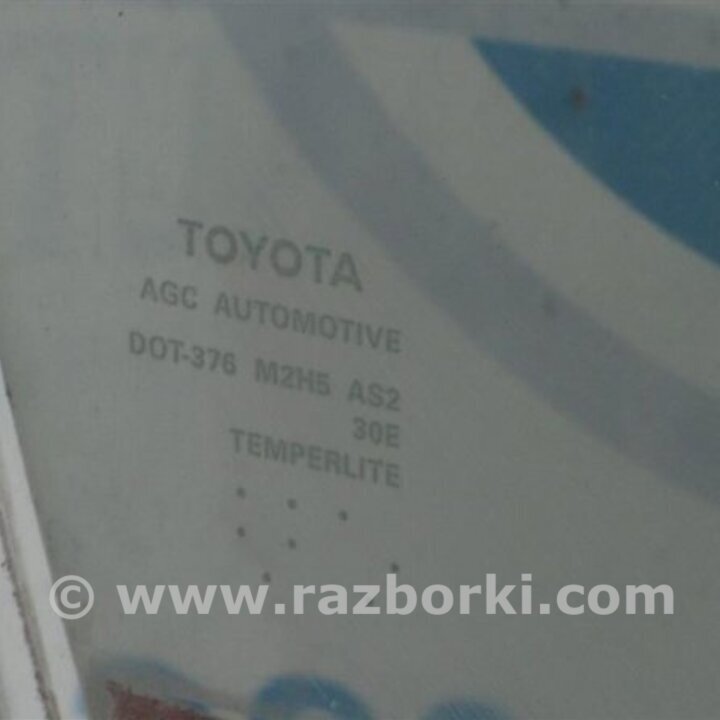 TOYOTA
AGC AUTOMOTIVE
DOT-376 M2H5 AS2
30E
TEMPERLITE
© www.razborki.com